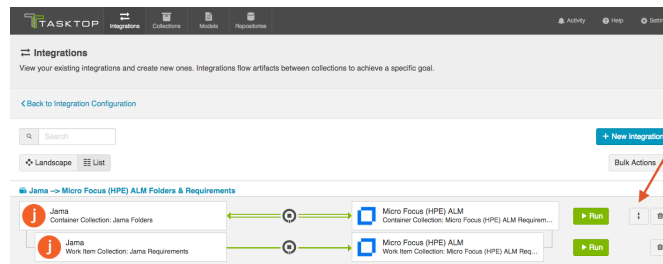 TASKTOP
Integrations
Collections
Models
Repositories
Activity
Help
Settin
Integrations
View your existing integrations and create new ones. Integrations flow artifacts between collections to achieve a specific goal.
Back to Integration Configuration
Search
+ New Integration
Landscape
List
Bulk Actions
Jama --> Micro Focus (HPE) ALM Folders & Requirements
Jama
Container Collection: Jama Folders
Micro Focus (HPE) ALM
Container Collection: Micro Focus (HPE) ALM Requirem...
Run
Jama
Work Item Collection: Jama Requirements
Micro Focus (HPE) ALM
Work Item Collection: Micro Focus (HPE) ALM Req...
Run